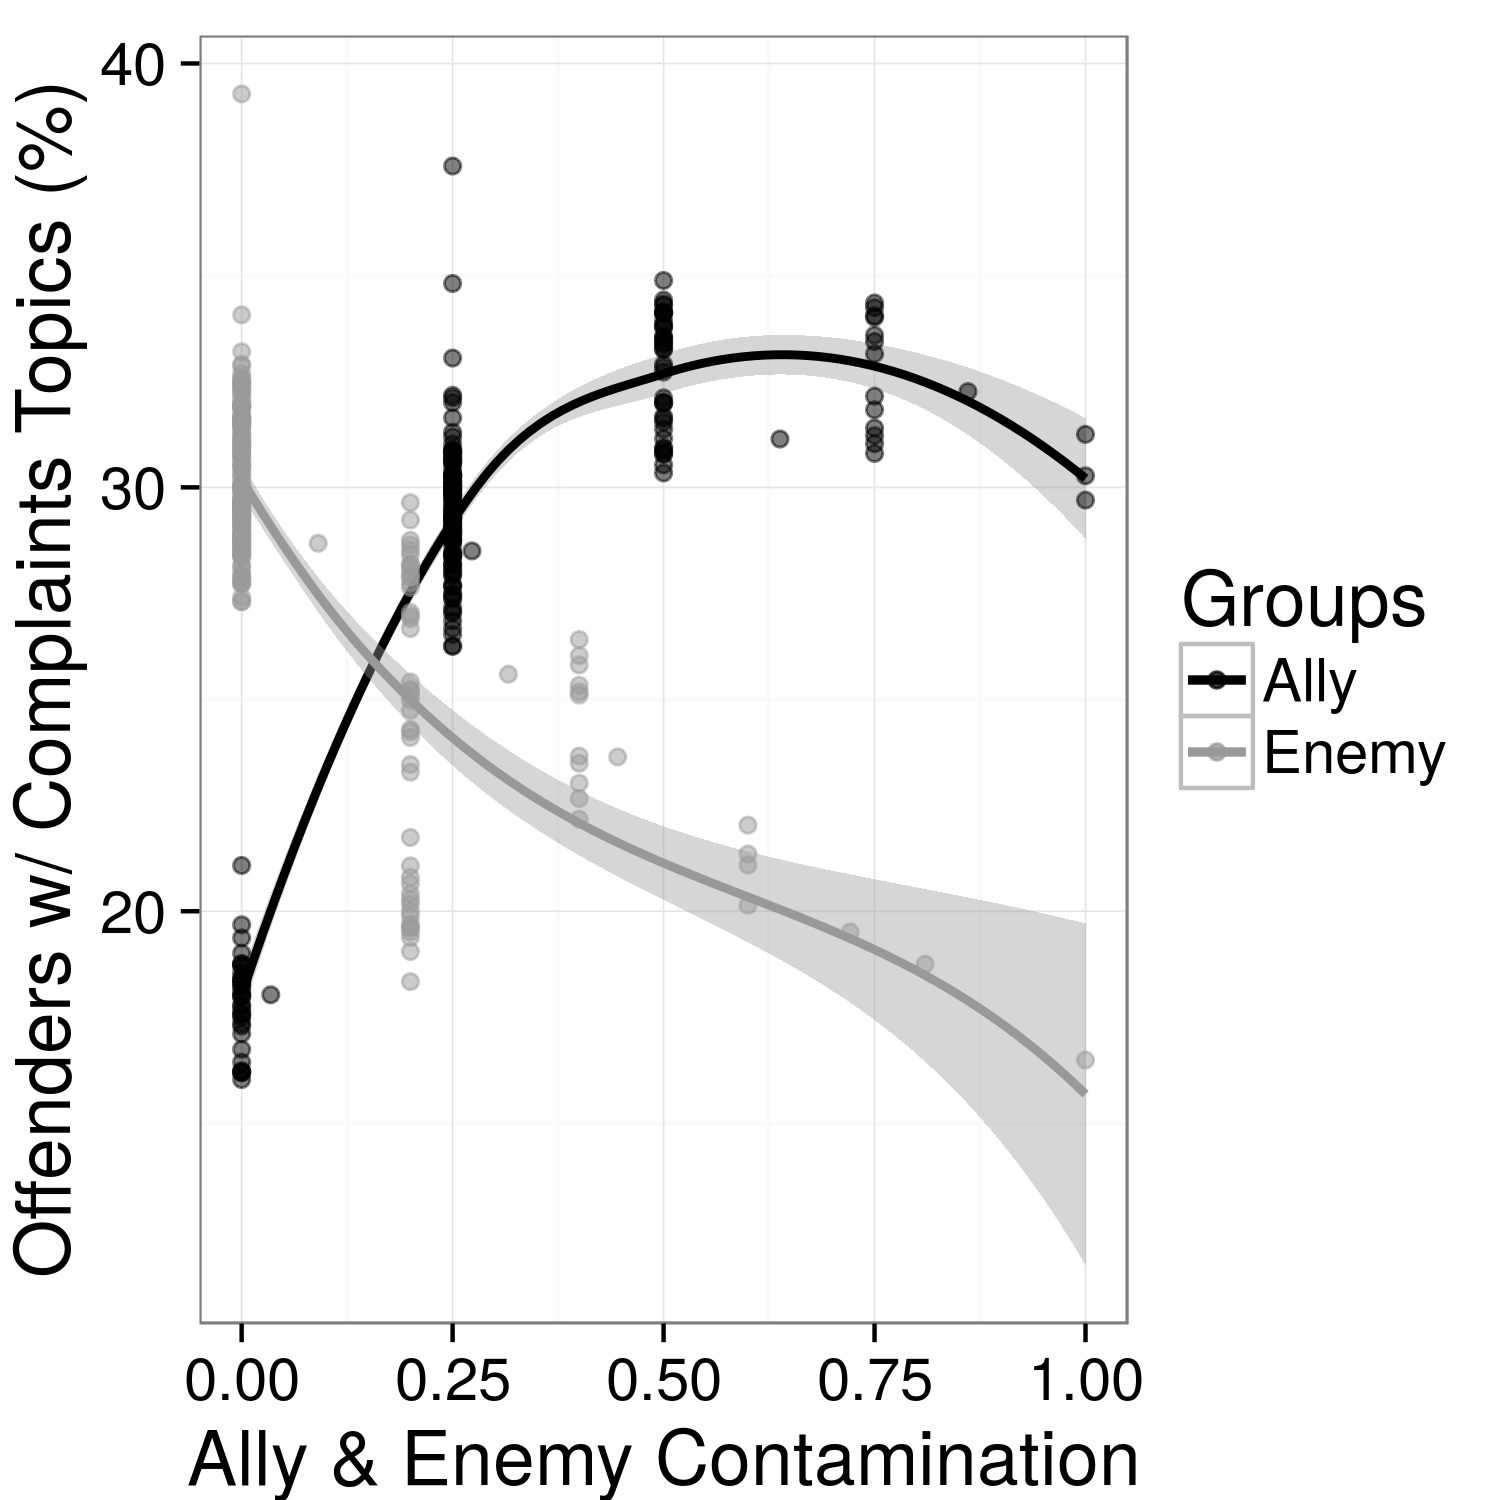 Offenders w/ Complaints Topics (%)
40
30
20
0.00 0.25 0.50 0.75 1.00
Ally & Enemy Contamination
Groups
Ally
Enemy